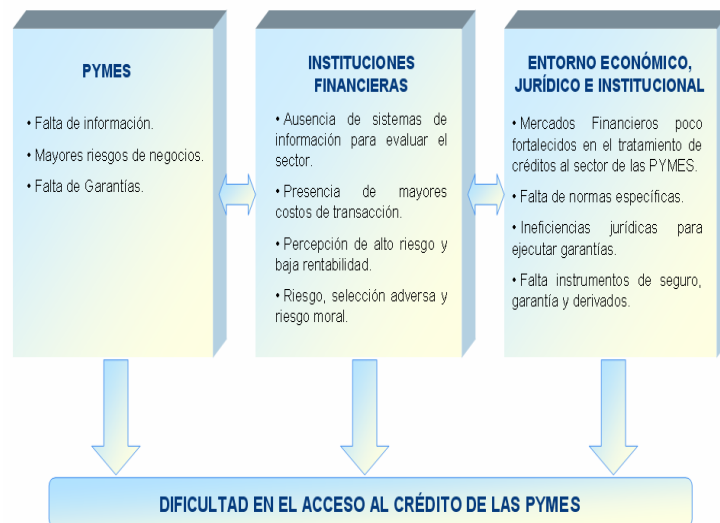 PYMES
• Falta de información.
• Mayores riesgos de negocios.
• Falta de Garantías.
INSTITUCIONES
FINANCIERAS
• Ausencia de sistemas de
información para evaluar el
sector.
• Presencia de mayores
costos de transacción.
• Percepción de alto riesgo y
baja rentabilidad.
• Riesgo, selección adversa y
riesgo moral.
ENTORNO ECONÓMICO,
JURÍDICO E INSTITUCIONAL
• Mercados Financieros poco
fortalecidos en el tratamiento de
créditos al sector de las PYMES.
• Falta de normas específicas.
• Ineficiencias jurídicas para
ejecutar garantías.
• Falta instrumentos de seguro,
garantía y derivados.
DIFICULTAD EN EL ACCESO AL CRÉDITO DE LAS PYMES